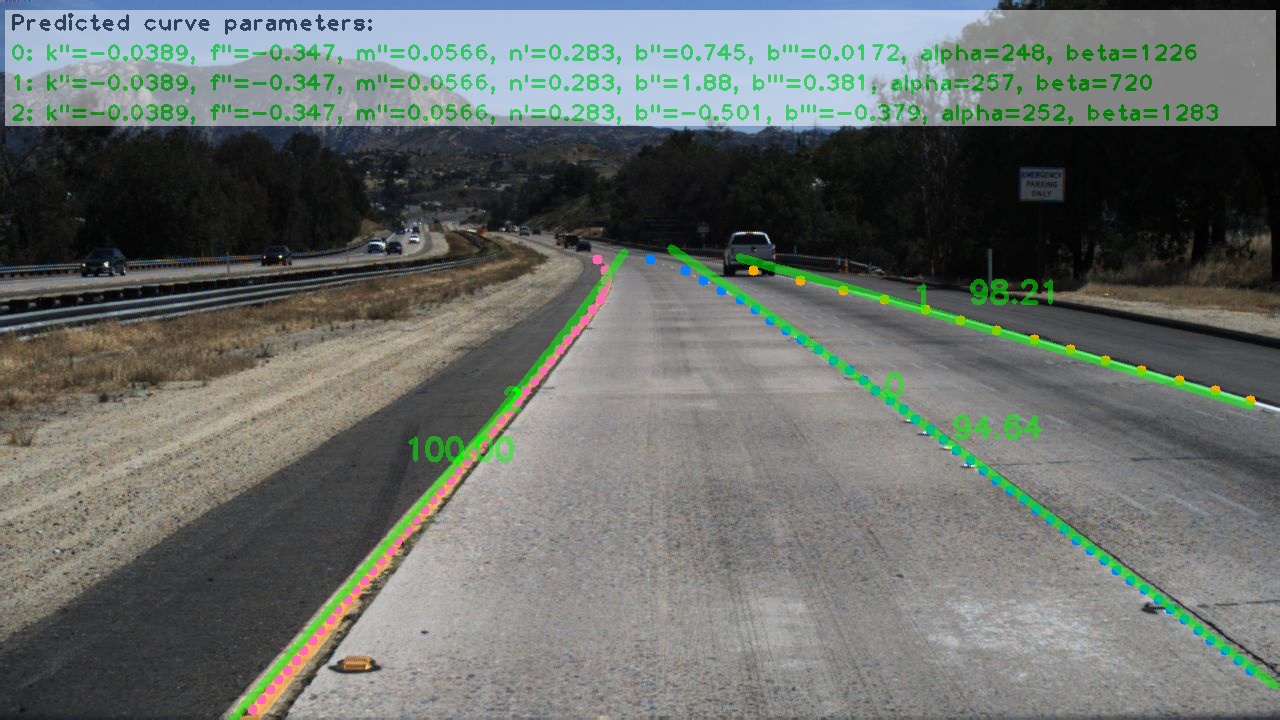 Predicted curve parameters:
0: k''=-0.0389, f''=-0.347, m''=0.0566, n'=0.283, b''=0.745, b'''=0.0172, alpha=248, beta=1226
1: k''=-0.0389, f''=-0.347, m''=0.0566, n'=0.283, b''=1.88, b'''=0.381, alpha=257, beta=720
2: k''=-0.0389, f''=-0.347, m''=0.0566, n'=0.283, b''=-0.501, b'''=-0.379, alpha=252, beta=1283
EMERGENCY
PARKING
ONLY
1 98.21
0
2
94.64
100.00